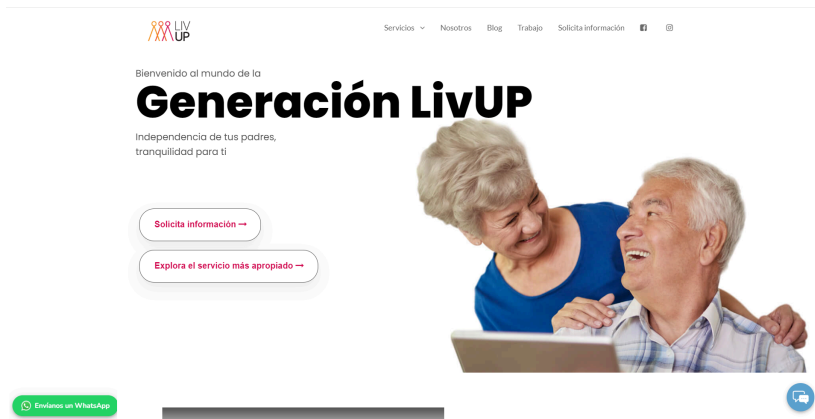 LIV
UP
Servicios
Nosotros
Blog
Trabajo
Solicita información
Bienvenido al mundo de la
Generación LivUP
Independencia de tus padres,
tranquilidad para ti
Solicita información →
Explora el servicio más apropiado →
Envíanos un WhatsApp